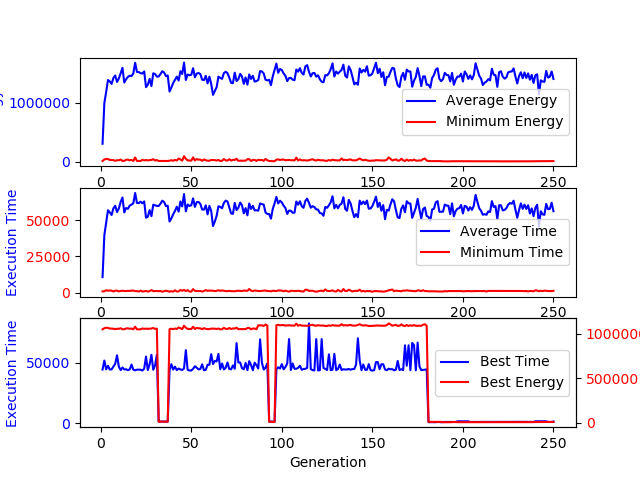 1000000
0
Average Energy
Minimum Energy
0 50 100 150 200 250
Generation
Execution Time
50000
25000
0
Average Time
Minimum Time
0 50 100 150 200 250
Execution Time
50000
0
1000000
500000
0
Best Time
Best Energy
0 50 100 150 200 250
Generation